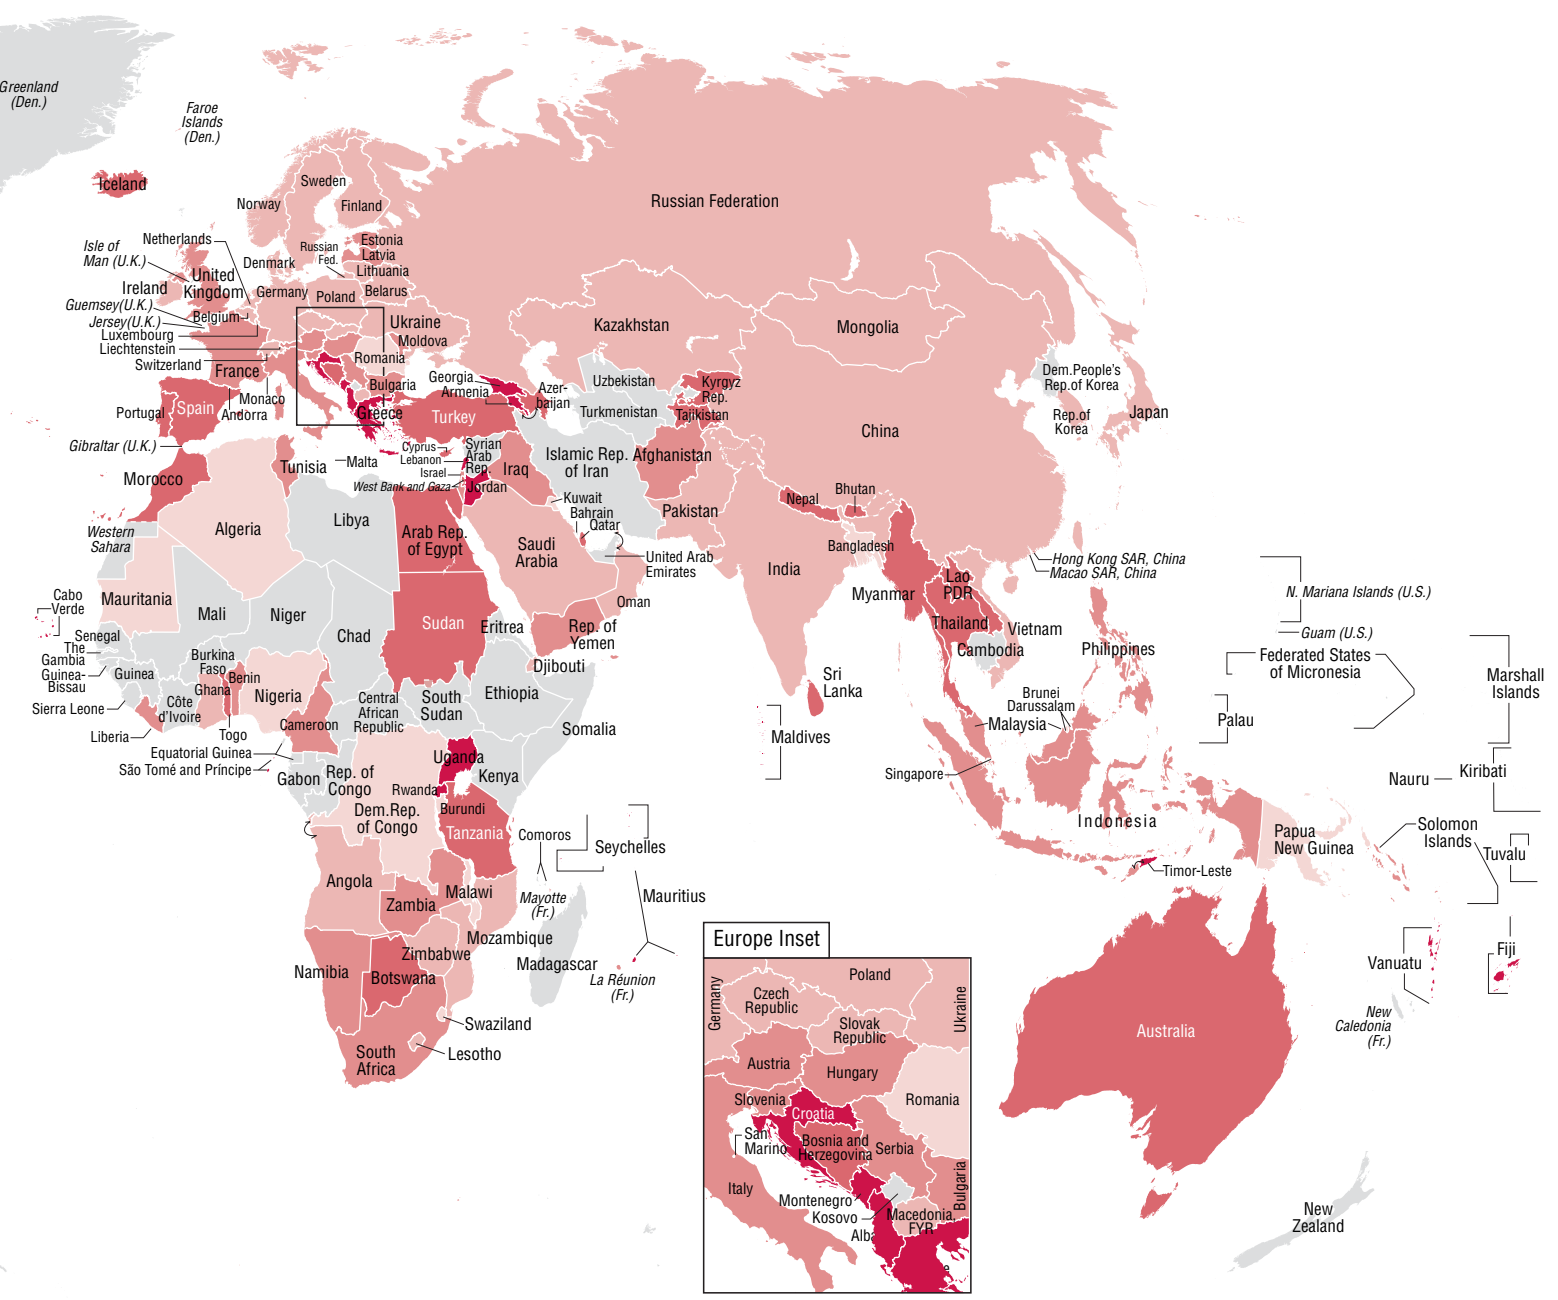 Greenland
(Den.)
Faroe
Islands
(Den.)
Iceland
Sweden
Norway
Finland
Russian Federation
Netherlands
Isle of
Man (U.K.)
Denmark
Russian
Fed.
Estonia
Latvia
Lithuania
United
Kingdom
Ireland
Germany
Poland
Belarus
Guernsey(U.K.)
Belgium
Jersey(U.K.)
Luxembourg
Liechtenstein
Switzerland
France
Ukraine
Moldova
Romania
Bulgaria
Kazakhstan
Mongolia
Monaco
Andorra
Portugal
Spain
Greece
Georgia
Armenia
Azer-
baijan
Turkey
Uzbekistan
Turkmenistan
Kyrgyz
Rep.
Tajikistan
Dem.People's
Rep.of Korea
Rep.of
Korea
Japan
China
Gibraltar (U.K.)
Morocco
Tunisia
Malta
Cyprus
Lebanon
Israel
West Bank and Gaza
Syrian
Arab
Rep.
Jordan
Iraq
Islamic Rep.
of Iran
Afghanistan
Kuwait
Bahrain
Qatar
Pakistan
Nepal
Bhutan
Western
Sahara
Algeria
Libya
Arab Rep.
of Egypt
Saudi
Arabia
United Arab
Emirates
Oman
India
Bangladesh
Myanmar
Lao
PDR
Hong Kong SAR, China
Macao SAR, China
Thailand
Vietnam
Cambodia
Philippines
N. Mariana Islands (U.S.)
Guam (U.S.)
Federated States
of Micronesia
Marshall
Islands
Palau
Cabo
Verde
Mauritania
Mali
Niger
Chad
Sudan
Eritrea
Rep. of
Yemen
Djibouti
Senegal
The
Gambia
Guinea-
Bissau
Guinea
Sierra Leone
Liberia
Côte
d'Ivoire
Burkina
Faso
Ghana
Benin
Togo
Nigeria
Cameroon
Central
African
Republic
South
Sudan
Ethiopia
Somalia
Sri
Lanka
Maldives
Brunei
Darussalam
Malaysia
Singapore
Indonesia
Nauru
Kiribati
Equatorial Guinea
São Tomé and Príncipe
Gabon
Rep. of
Congo
Dem.Rep.
of Congo
Uganda
Kenya
Rwanda
Burundi
Tanzania
Comoros
Seychelles
Mayotte
(Fr.)
Mauritius
La Réunion
(Fr.)
Papua
New Guinea
Solomon
Islands
Tuvalu
Timor-Leste
Angola
Zambia
Malawi
Mozambique
Zimbabwe
Madagascar
Namibia
Botswana
Swaziland
Lesotho
South
Africa
Vanuatu
Fiji
New
Caledonia
(Fr.)
Australia
New
Zealand
Europe Inset
Poland
Germany
Czech
Republic
Ukraine
Slovak
Republic
Austria
Hungary
Romania
Slovenia
Croatia
San
Marino
Bosnia and
Herzegovina
Serbia
Italy
Bulgaria
Montenegro
Kosovo
Macedonia,
FYR
Alba
e